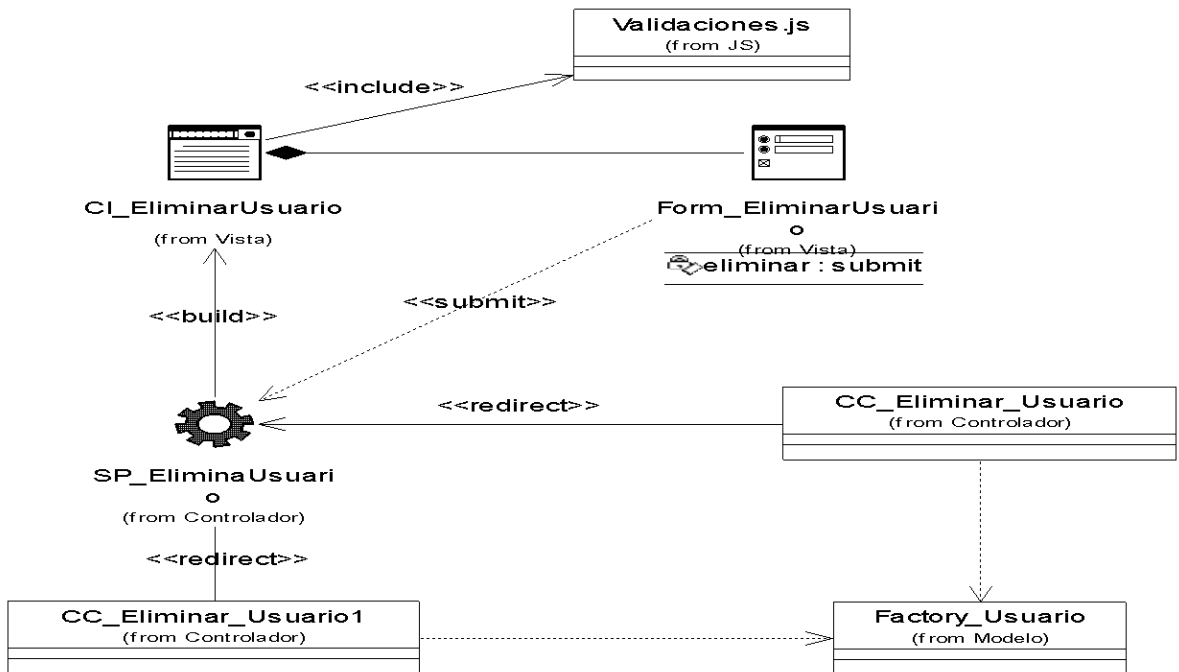 Validaciones.js
(from JS)
<<include>>
CI_EliminarUsuario
(from Vista)
Form_EliminarUsuari
o
(from Vista)
eliminar : submit
<<submit>>
<<build>>
<<redirect>>
CC_Eliminar_Usuario
(from Controlador)
SP_EliminaUsuari
o
(from Controlador)
<<redirect>>
CC_Eliminar_Usuario1
(from Controlador)
Factory_Usuario
(from Modelo)